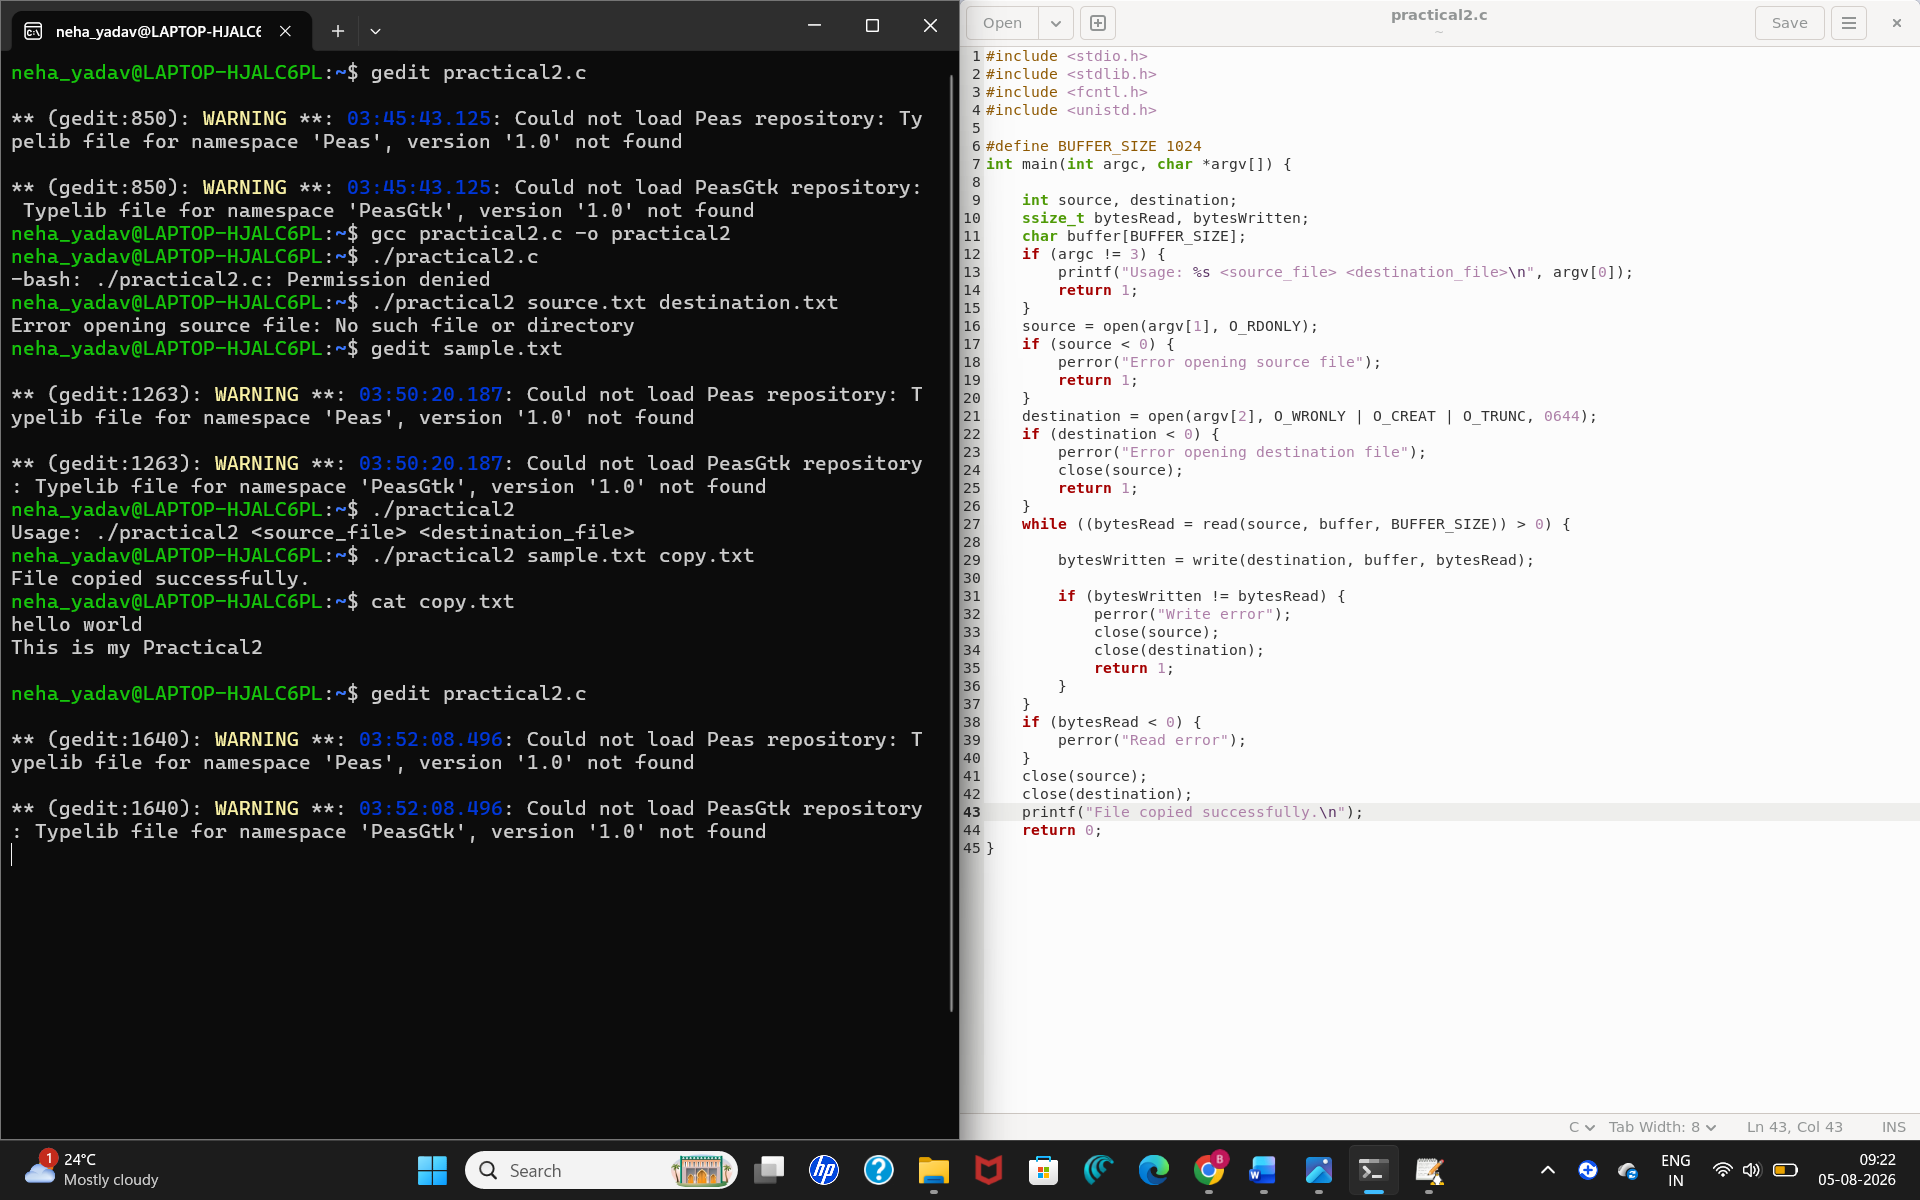 neha_yadav@LAPTOP-HJALC6
neha_yadav@LAPTOP-HJALC6PL:~$ gedit practical2.c
** (gedit:850): WARNING **: 03:45:43.125: Could not load Peas repository: Ty
pelib file for namespace 'Peas', version '1.0' not found
** (gedit:850): WARNING **: 03:45:43.125: Could not load PeasGtk repository:
 Typelib file for namespace 'PeasGtk', version '1.0' not found
neha_yadav@LAPTOP-HJALC6PL:~$ gcc practical2.c -o practical2
neha_yadav@LAPTOP-HJALC6PL:~$ ./practical2.c
-bash: ./practical2.c: Permission denied
neha_yadav@LAPTOP-HJALC6PL:~$ ./practical2 source.txt destination.txt
Error opening source file: No such file or directory
neha_yadav@LAPTOP-HJALC6PL:~$ gedit sample.txt
** (gedit:1263): WARNING **: 03:50:20.187: Could not load Peas repository: T
ypelib file for namespace 'Peas', version '1.0' not found
** (gedit:1263): WARNING **: 03:50:20.187: Could not load PeasGtk repository
: Typelib file for namespace 'PeasGtk', version '1.0' not found
neha_yadav@LAPTOP-HJALC6PL:~$ ./practical2
Usage: ./practical2 <source_file> <destination_file>
neha_yadav@LAPTOP-HJALC6PL:~$ ./practical2 sample.txt copy.txt
File copied successfully.
neha_yadav@LAPTOP-HJALC6PL:~$ cat copy.txt
hello world
This is my Practical2
neha_yadav@LAPTOP-HJALC6PL:~$ gedit practical2.c
** (gedit:1640): WARNING **: 03:52:08.496: Could not load Peas repository: T
ypelib file for namespace 'Peas', version '1.0' not found
** (gedit:1640): WARNING **: 03:52:08.496: Could not load PeasGtk repository
: Typelib file for namespace 'PeasGtk', version '1.0' not found
Open
practical2.c
~
Save
1 #include <stdio.h>
2 #include <stdlib.h>
3 #include <fcntl.h>
4 #include <unistd.h>
5
6 #define BUFFER_SIZE 1024
7 int main(int argc, char *argv[]) {
8
9     int source, destination;
10     ssize_t bytesRead, bytesWritten;
11     char buffer[BUFFER_SIZE];
12     if (argc != 3) {
13         printf("Usage: %s <source_file> <destination_file>\n", argv[0]);
14         return 1;
15     }
16     source = open(argv[1], O_RDONLY);
17     if (source < 0) {
18         perror("Error opening source file");
19         return 1;
20     }
21     destination = open(argv[2], O_WRONLY | O_CREAT | O_TRUNC, 0644);
22     if (destination < 0) {
23         perror("Error opening destination file");
24         close(source);
25         return 1;
26     }
27     while ((bytesRead = read(source, buffer, BUFFER_SIZE)) > 0) {
28
29         bytesWritten = write(destination, buffer, bytesRead);
30
31         if (bytesWritten != bytesRead) {
32             perror("Write error");
33             close(source);
34             close(destination);
35             return 1;
36         }
37     }
38     if (bytesRead < 0) {
39         perror("Read error");
40     }
41     close(source);
42     close(destination);
43     printf("File copied successfully.\n");
44     return 0;
45 }
C
Tab Width: 8
Ln 43, Col 43
INS
1
24°C
Mostly cloudy
Search
hp
?
B
W
ENG
IN
09:22
05-08-2026